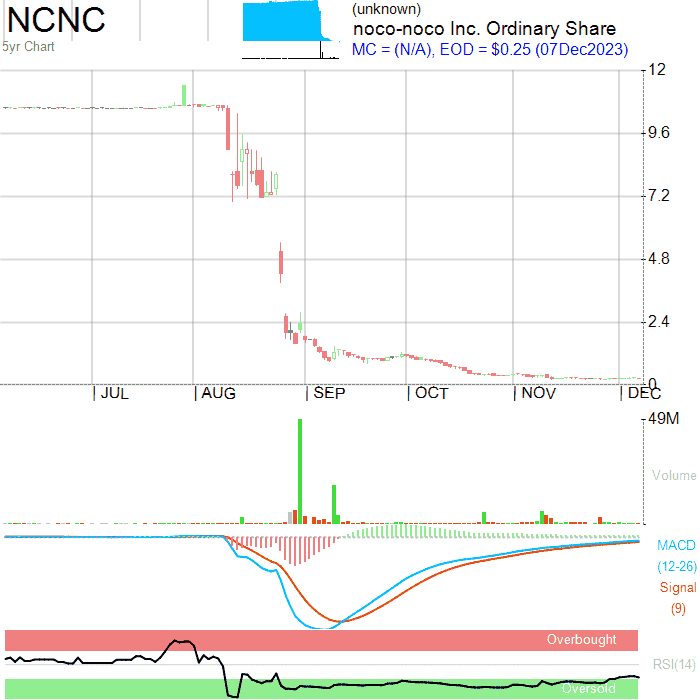 NCNC
(unknown)
noco-noco Inc. Ordinary Share
5yr Chart
MC = (N/A), EOD = $0.25 (07Dec2023)
12
9.6
7.2
4.8
2.4
0
JUL AUG SEP OCT NOV DEC
49M
Volume
MACD
(12-26)
Signal
(9)
Overbought
RSI(14)
Oversold